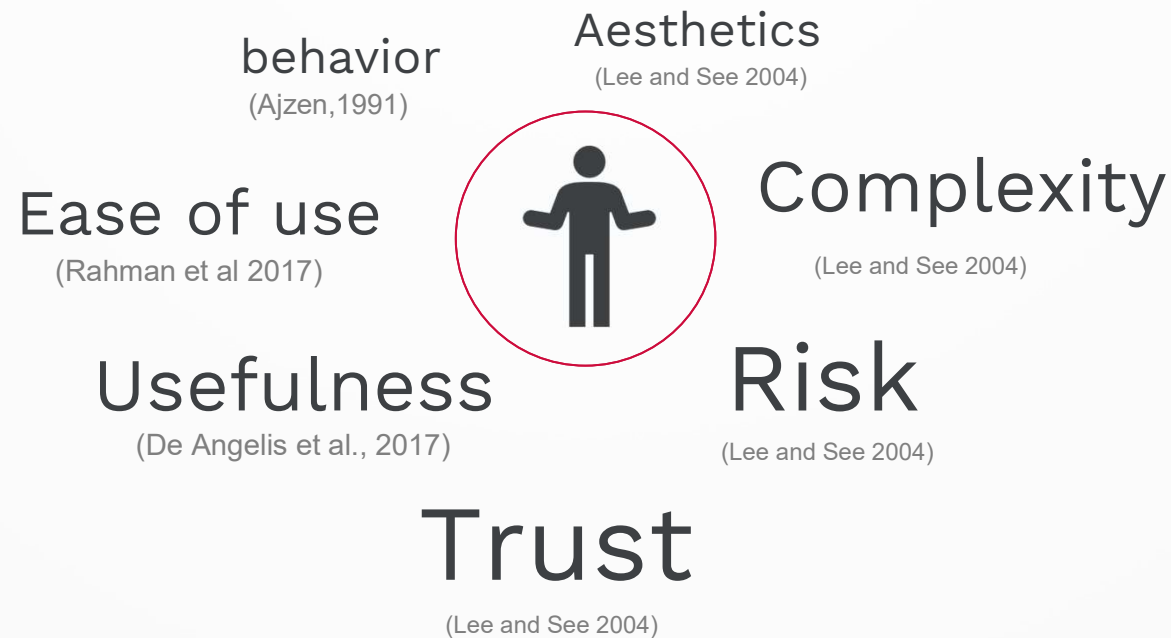 behavior
(Ajzen,1991)
Aesthetics
(Lee and See 2004)
Ease of use
(Rahman et al 2017)
Complexity
(Lee and See 2004)
Usefulness
(De Angelis et al., 2017)
Risk
(Lee and See 2004)
Trust
(Lee and See 2004)